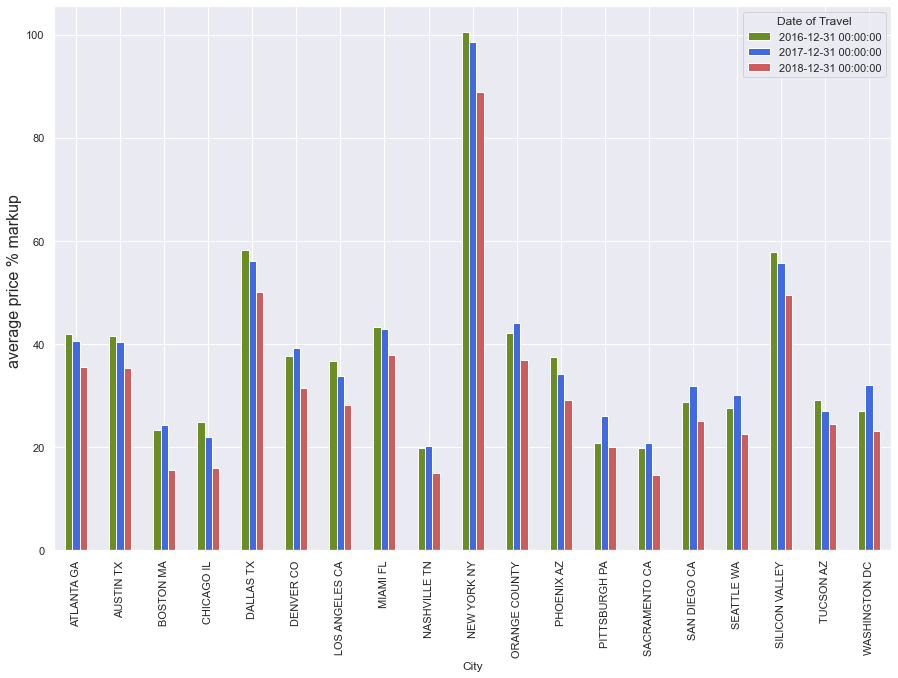 Date of Travel
2016-12-31 00:00:00
2017-12-31 00:00:00
2018-12-31 00:00:00
average price % markup
100
80
60
40
20
0
ATLANTA GA
AUSTIN TX
BOSTON MA
CHICAGO IL
DALLAS TX
DENVER CO
LOS ANGELES CA
MIAMI FL
NASHVILLE TN
NEW YORK NY
ORANGE COUNTY
PHOENIX AZ
PITTSBURGH PA
SACRAMENTO CA
SAN DIEGO CA
SEATTLE WA
SILICON VALLEY
TUCSON AZ
WASHINGTON DC
City